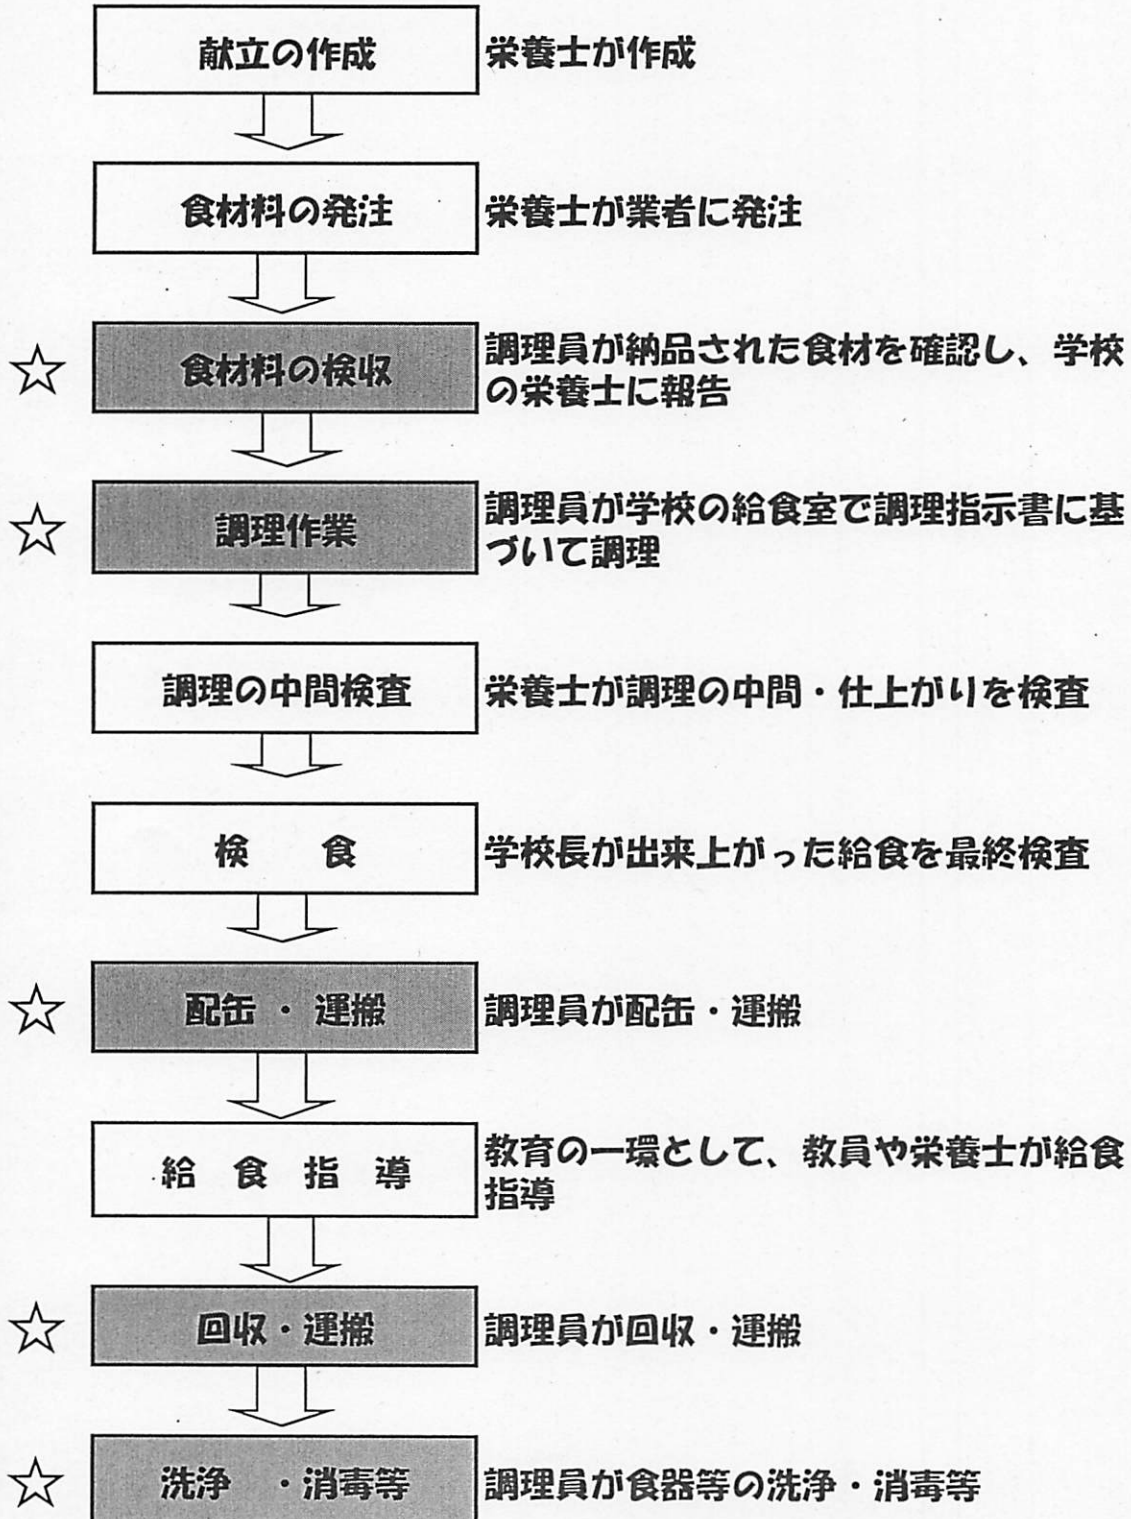 献立の作成
栄養士が作成
食材料の発注
栄養士が業者に発注
☆
食材料の検収
調理員が納品された食材を確認し、学校
の栄養士に報告
☆
調理作業
調理員が学校の給食室で調理指示書に基
づいて調理
調理の中間検査
栄養士が調理の中間・仕上がりを検査
検　食
学校長が出来上がった給食を最終検査
☆
配缶 ・ 運搬
調理員が配缶・運搬
給　食　指　導
教育の一環として、教員や栄養士が給食
指導
☆
回収・運搬
調理員が回収・運搬
☆
洗浄　・消毒等
調理員が食器等の洗浄・消毒等